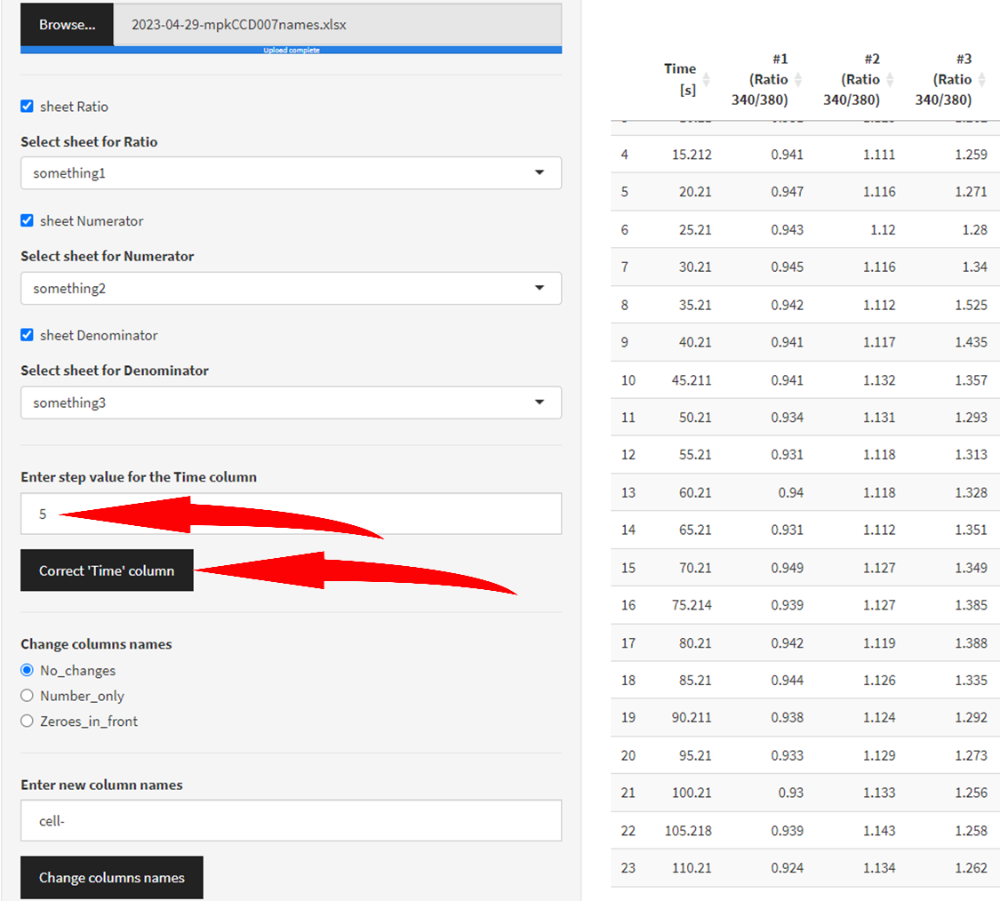 Browse...
2023-04-29-mpkCCD007names.xlsx
Upload complete
sheet Ratio
Select sheet for Ratio
something1
sheet Numerator
Select sheet for Numerator
something2
sheet Denominator
Select sheet for Denominator
something3
Enter step value for the Time column
5
Correct 'Time' column
Change columns names
No_changes
Number_only
Zeroes_in_front
Enter new column names
cell-
Change columns names
Time [s] #1 (Ratio 340/380) #2 (Ratio 340/380) #3 (Ratio 340/380)
4 15.212 0.941 1.111 1.259
5 20.21 0.947 1.116 1.271
6 25.21 0.943 1.12 1.28
7 30.21 0.945 1.116 1.34
8 35.21 0.942 1.112 1.525
9 40.21 0.941 1.117 1.435
10 45.211 0.941 1.132 1.357
11 50.21 0.934 1.131 1.293
12 55.21 0.931 1.118 1.313
13 60.21 0.94 1.118 1.328
14 65.21 0.931 1.112 1.351
15 70.21 0.949 1.127 1.349
16 75.214 0.939 1.127 1.385
17 80.21 0.942 1.119 1.388
18 85.21 0.944 1.126 1.335
19 90.211 0.938 1.124 1.292
20 95.21 0.933 1.129 1.273
21 100.21 0.93 1.133 1.256
22 105.218 0.939 1.143 1.258
23 110.21 0.924 1.134 1.262